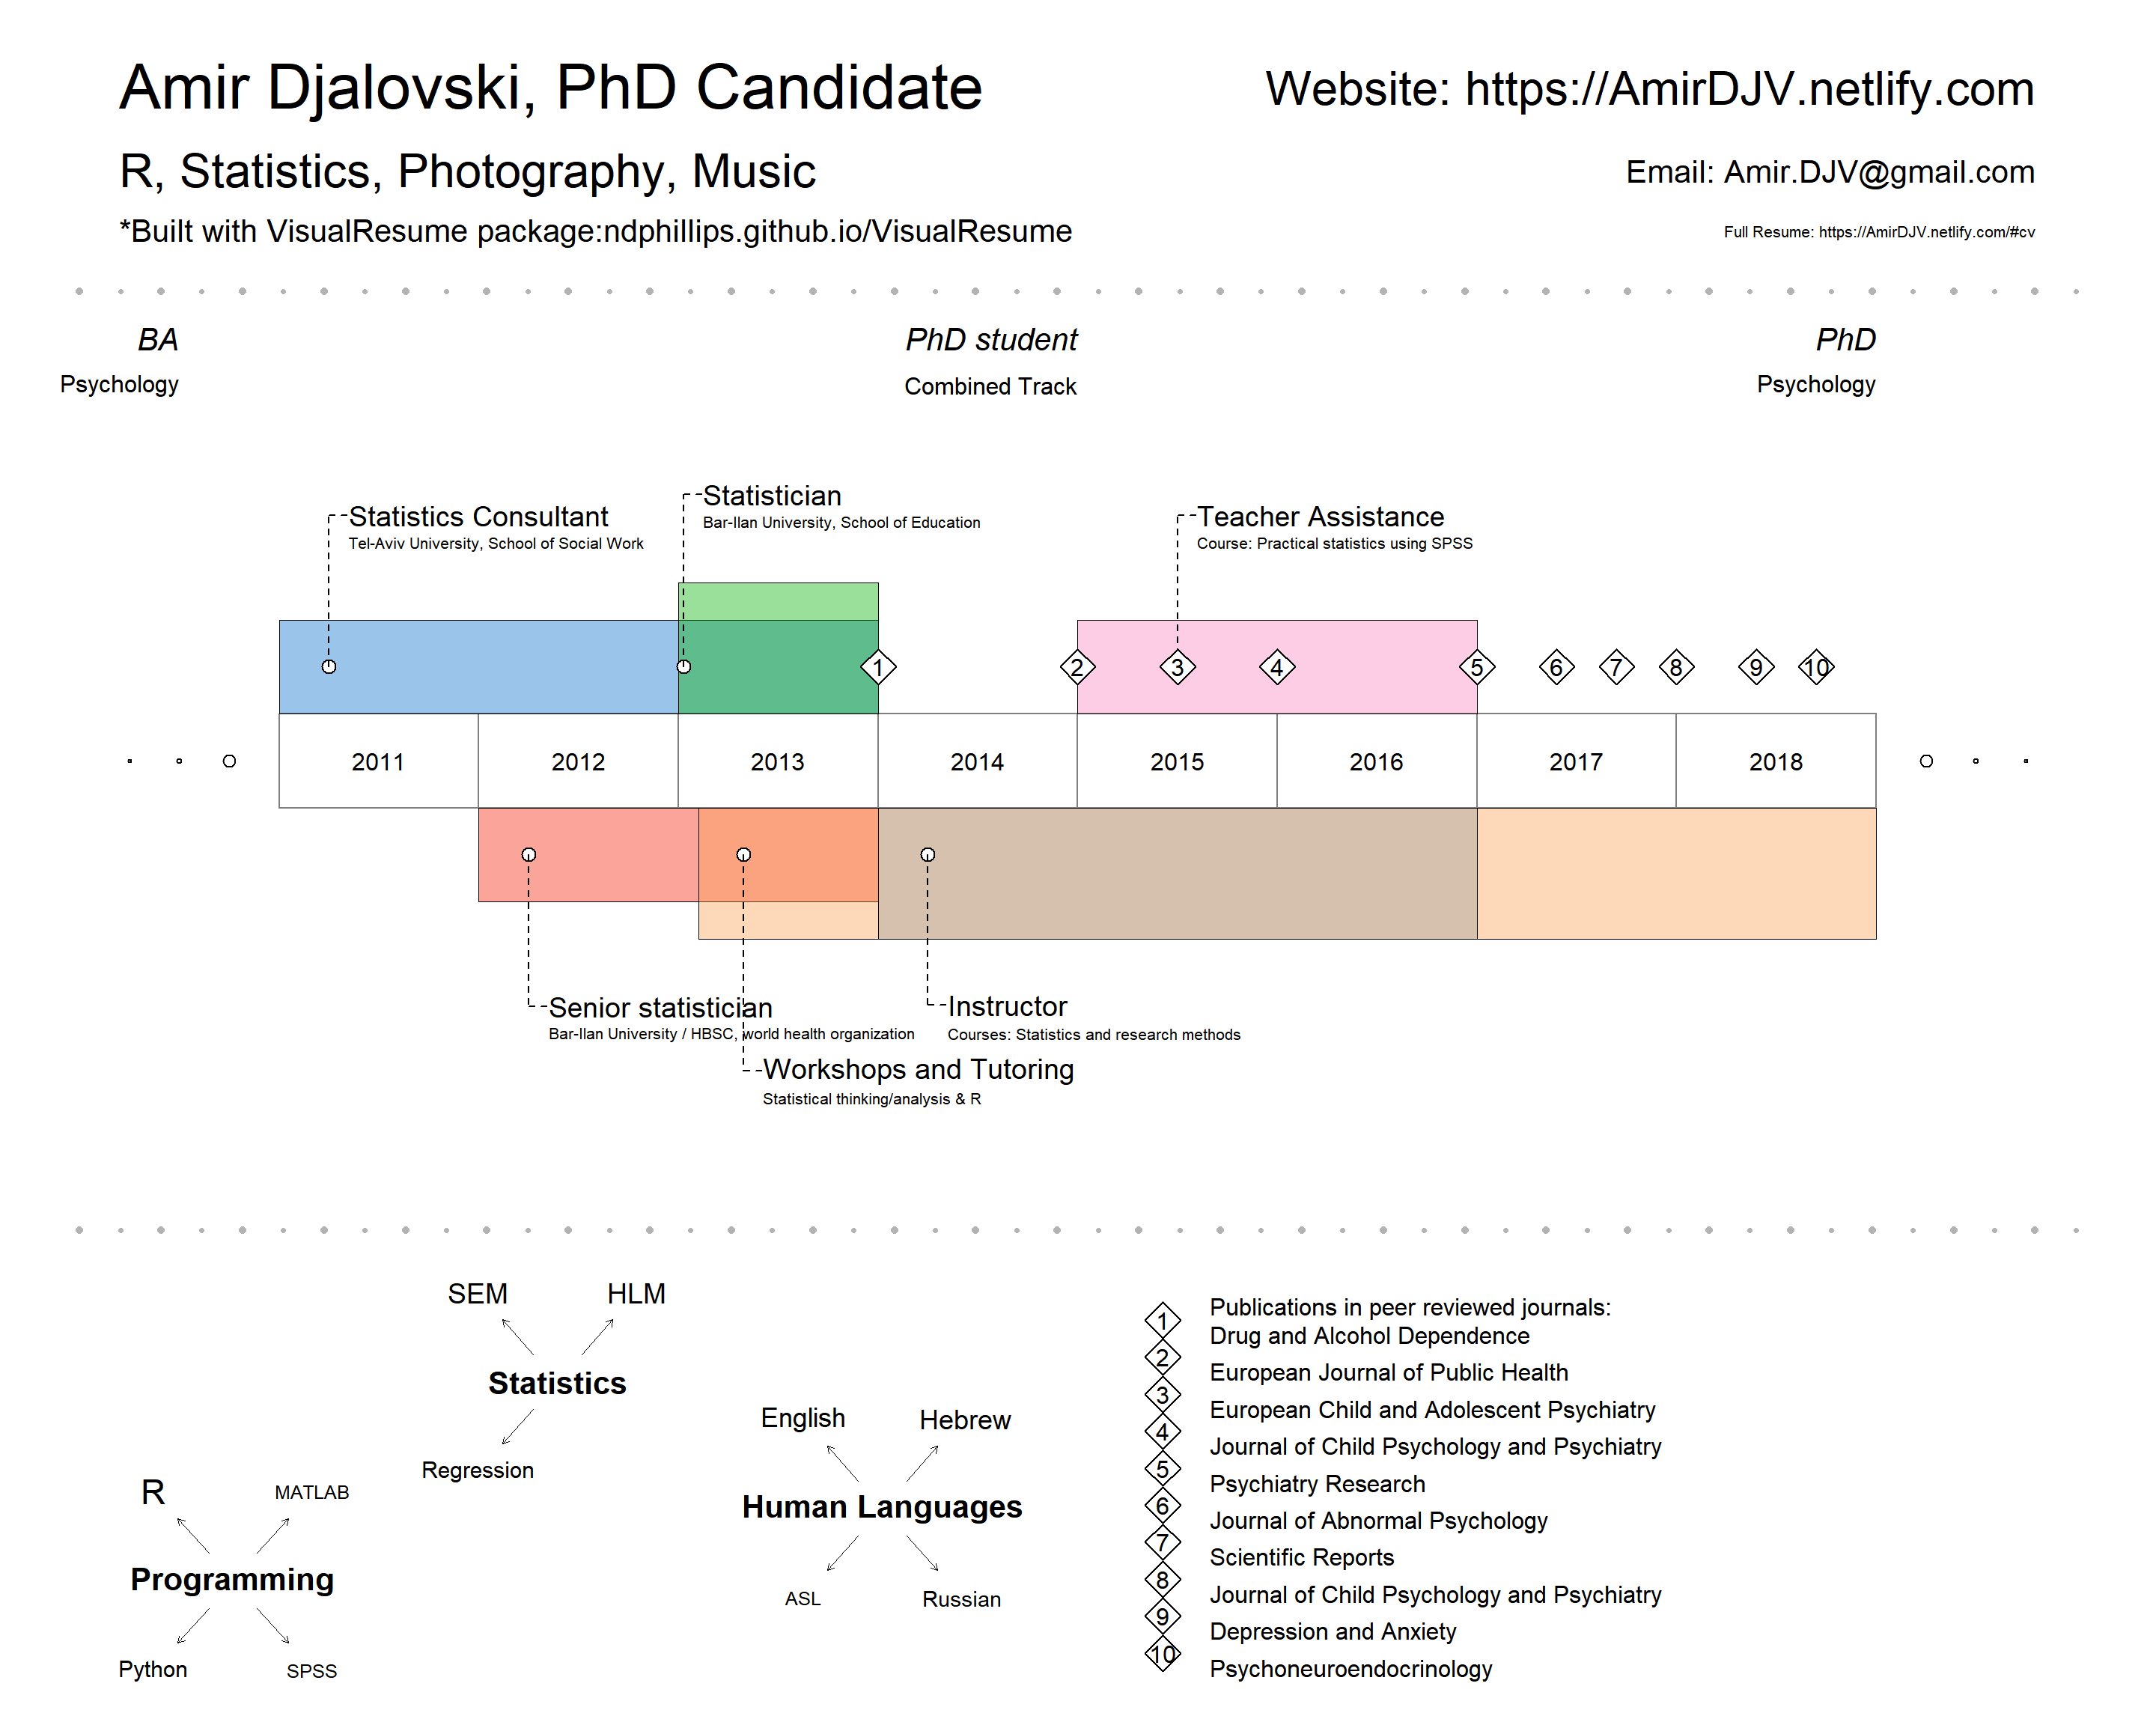 Amir Djalovski, PhD Candidate
Website: https://AmirDJV.netlify.com
R, Statistics, Photography, Music
Email: Amir.DJV@gmail.com
*Built with VisualResume package:ndphillips.github.io/VisualResume
Full Resume: https://AmirDJV.netlify.com/#cv
BA
Psychology
PhD student
Combined Track
PhD
Psychology
Statistics Consultant
Tel-Aviv University, School of Social Work
Statistician
Bar-Ilan University, School of Education
Teacher Assistance
Course: Practical statistics using SPSS
1 2 3 4 5 6 7 8 9 10
2011 2012 2013 2014 2015 2016 2017 2018
Senior statistician
Bar-Ilan University / HBSC, world health organization
Instructor
Courses: Statistics and research methods
Workshops and Tutoring
Statistical thinking/analysis & R
SEM HLM
Statistics
Regression
R MATLAB
Programming
Python SPSS
English Hebrew
Human Languages
ASL Russian
Publications in peer reviewed journals:
1 Drug and Alcohol Dependence
2 European Journal of Public Health
3 European Child and Adolescent Psychiatry
4 Journal of Child Psychology and Psychiatry
5 Psychiatry Research
6 Journal of Abnormal Psychology
7 Scientific Reports
8 Journal of Child Psychology and Psychiatry
9 Depression and Anxiety
10 Psychoneuroendocrinology